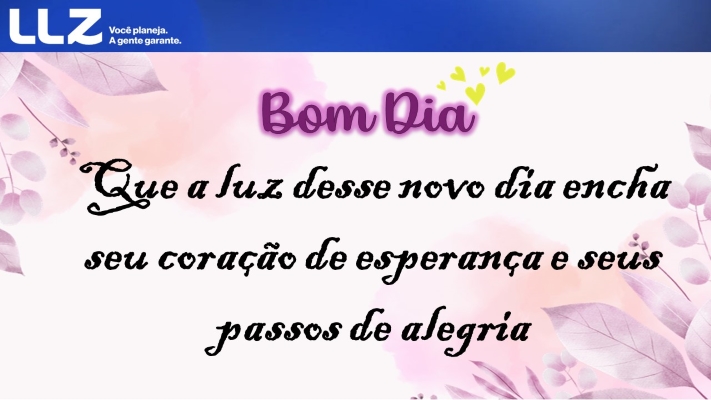 LLZ
Você planeja.
A gente garante.
Bom Dia
Que a luz desse novo dia encha
seu coração de esperança e seus
passos de alegria